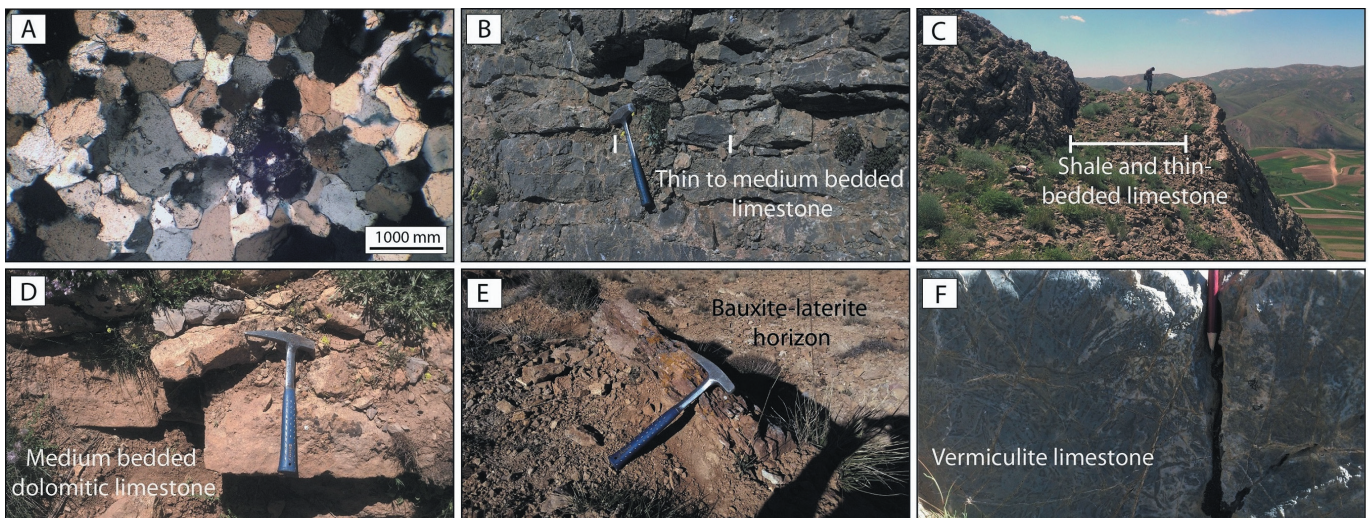 A
1000 mm
B
Thin to medium bedded
limestone
C
Shale and thin-
bedded limestone
D
Medium bedded
dolomitic limestone
E
Bauxite-laterite
horizon
F
Vermiculite limestone